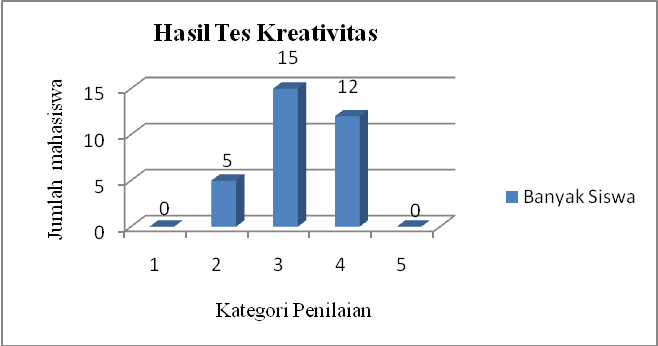 Hasil Tes Kreativitas
Jumlah mahasiswa
15
10
5
0
0
5
15
12
0
1 2 3 4 5
Kategori Penilaian
Banyak Siswa